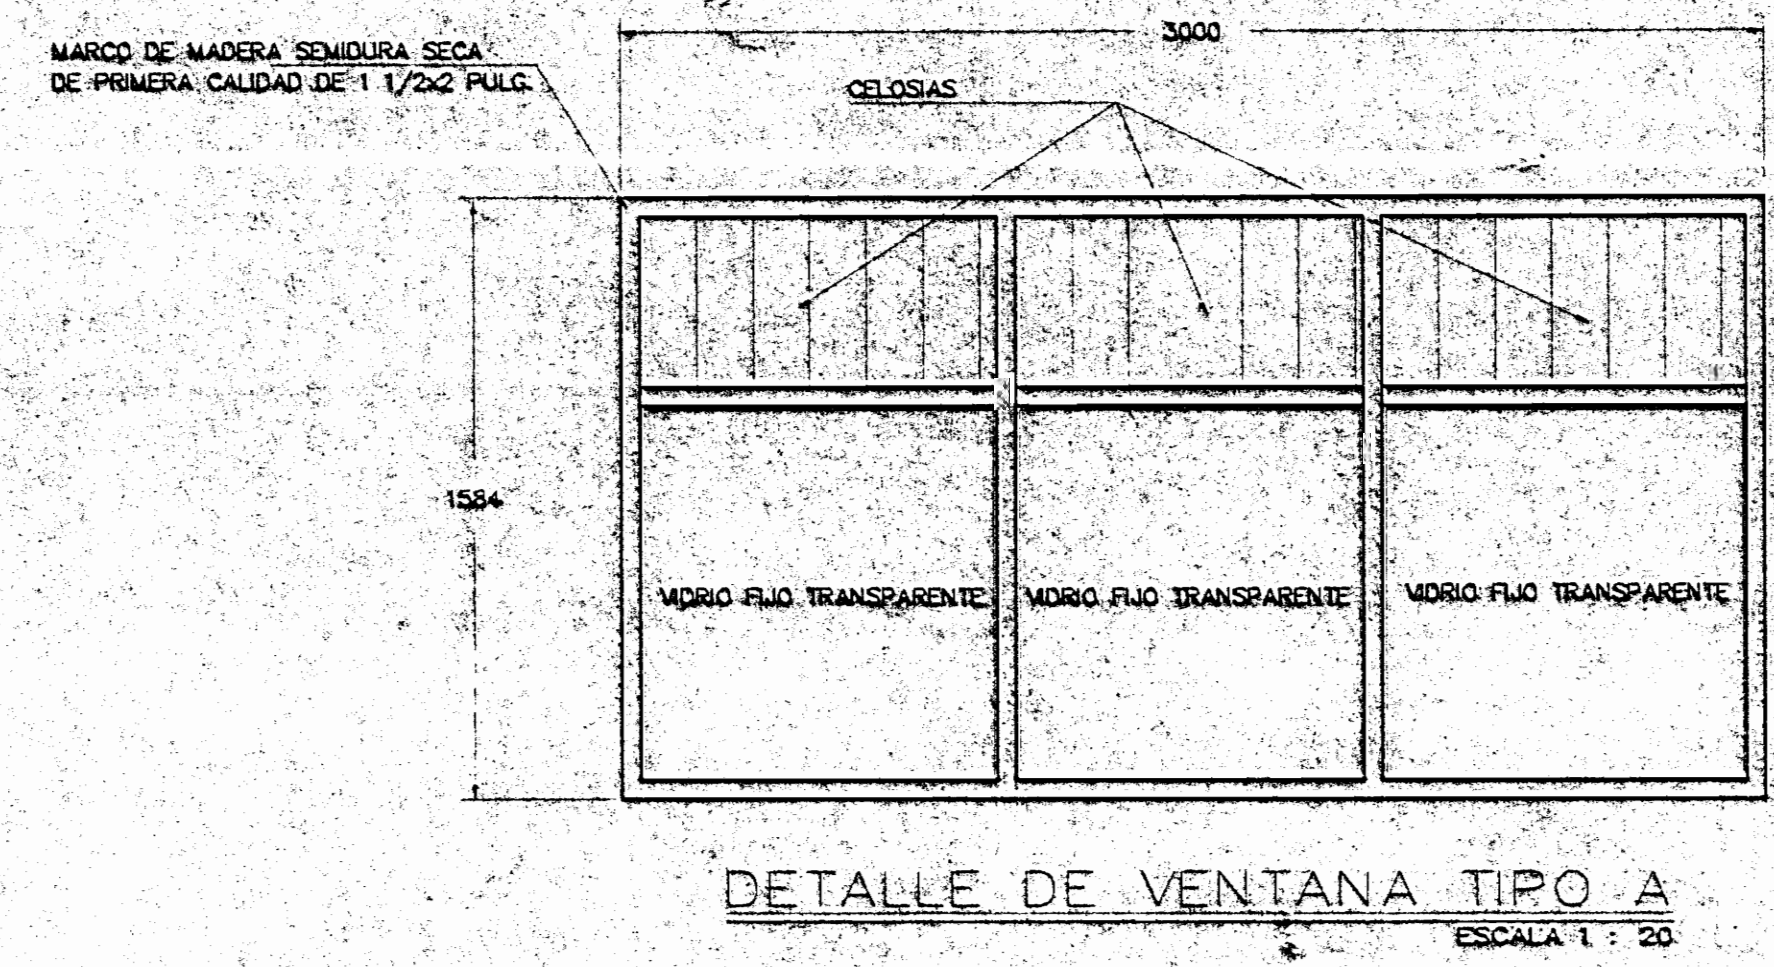 3000
MARCO DE MADERA SEMIDURA SECA
DE PRIMERA CALIDAD DE 1 1/2x2 PULG.
CELOSIAS
1584
VIDRIO FIJO TRANSPARENTE
VIDRIO FIJO TRANSPARENTE
VIDRIO FIJO TRANSPARENTE
DETALLE DE VENTANA TIPO A
ESCALA 1 : 20